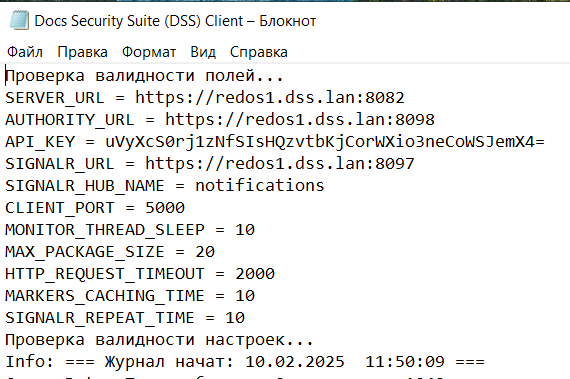 Docs Security Suite (DSS) Client – Блокнот
Файл Правка Формат Вид Справка
Проверка валидности полей...
SERVER_URL = https://redos1.dss.lan:8082
AUTHORITY_URL = https://redos1.dss.lan:8098
API_KEY = uVyXcS0rj1zNfSIsHQzvtbKjCorWXio3neCoWSJemX4=
SIGNALR_URL = https://redos1.dss.lan:8097
SIGNALR_HUB_NAME = notifications
CLIENT_PORT = 5000
MONITOR_THREAD_SLEEP = 10
MAX_PACKAGE_SIZE = 20
HTTP_REQUEST_TIMEOUT = 2000
MARKERS_CACHING_TIME = 10
SIGNALR_REPEAT_TIME = 10
Проверка валидности настроек...
Info: === Журнал начат: 10.02.2025  11:50:09 ===